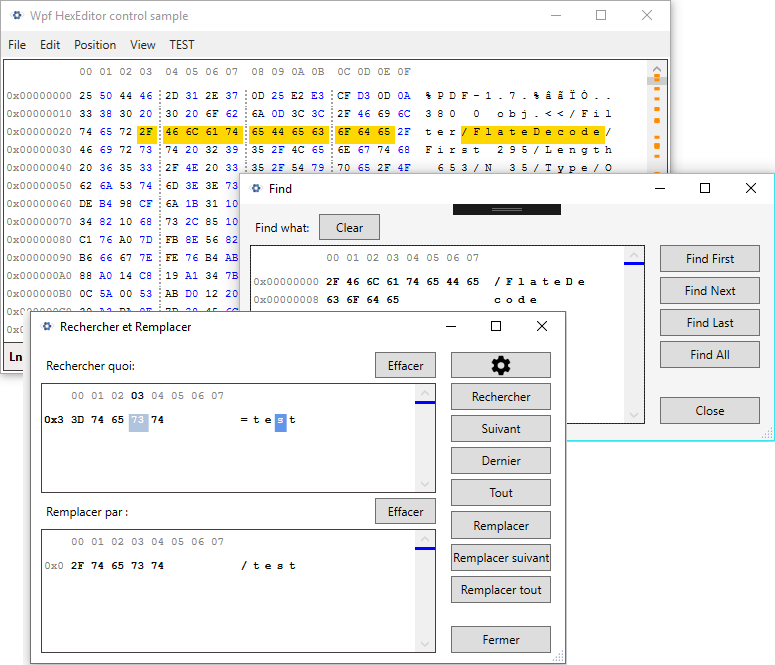 Wpf HexEditor control sample
File Edit Position View TEST
00 01 02 03 04 05 06 07 08 09 0A 0B 0C 0D 0E 0F
0x00000000 25 50 44 46 2D 31 2E 37 0D 25 E2 E3 CF D3 0D 0A %PDF-1.7.%âãÏÓ..
0x00000010 33 38 30 20 30 20 6F 62 6A 0D 3C 3C 2F 46 69 6C 380 0 obj.<</Fil
0x00000020 74 65 72 2F 46 6C 61 74 65 44 65 63 6F 64 65 2F ter/FlateDecode/
0x00000030 46 69 72 73 74 20 32 39 35 2F 4C 65 6E 67 74 68 First 295/Length
0x00000040 20 36 35 33 2F 4E 20 33 35 2F 54 79 70 65 2F 4F 653/N 35/Type/O
0x00000050 62 6A 53 74 6D 3E 3E 73
0x00000060 DE B4 98 CF 6A 1B 31 10
0x00000070 34 82 10 68 73 2C 85 10
0x00000080 C1 76 A0 7D FB 8E 56 82
0x00000090 B6 66 67 7E FE 76 B4 AB
0x000000A0 88 A0 14 C8 19 A1 34 7B
0x000000B0 0C 5A 00 53 AB D0 12 20
Ln
Find
Find what:
Clear
00 01 02 03 04 05 06 07
0x00000000 2F 46 6C 61 74 65 44 65 /FlateDe
0x00000008 63 6F 64 65 code
Find First
Find Next
Find Last
Find All
Close
Rechercher et Remplacer
Rechercher quoi:
Effacer
00 01 02 03 04 05 06 07
0x3 3D 74 65 73 74 =test
Rechercher
Suivant
Dernier
Tout
Remplacer par :
Effacer
00 01 02 03 04 05 06 07
0x0 2F 74 65 73 74 /test
Remplacer
Remplacer suivant
Remplacer tout
Fermer